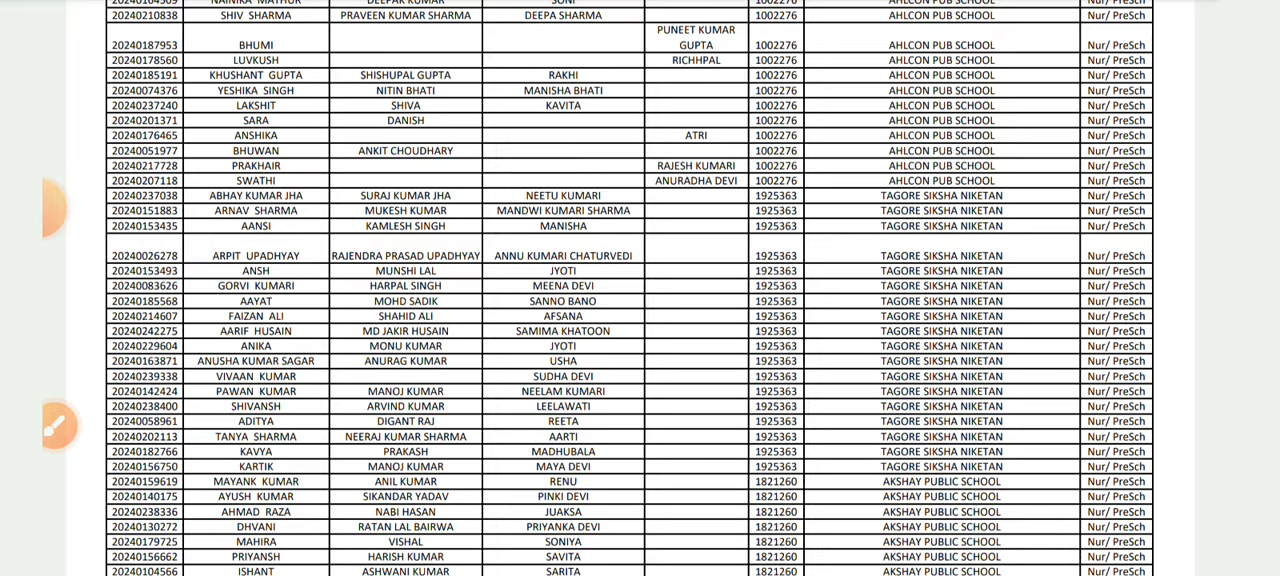 20240210838 SHIV SHARMA PRAVEEN KUMAR SHARMA DEEPA SHARMA 1002276 AHLCON PUB SCHOOL Nur/ PreSch
PUNEET KUMAR
20240187953 BHUMI GUPTA 1002276 AHLCON PUB SCHOOL Nur/ PreSch
20240178560 LUVKUSH RICHHPAL 1002276 AHLCON PUB SCHOOL Nur/ PreSch
20240185191 KHUSHANT GUPTA SHISHUPAL GUPTA RAKHI 1002276 AHLCON PUB SCHOOL Nur/ PreSch
20240074376 YESHIKA SINGH NITIN BHATI MANISHA BHATI 1002276 AHLCON PUB SCHOOL Nur/ PreSch
20240237240 LAKSHIT SHIVA KAVITA 1002276 AHLCON PUB SCHOOL Nur/ PreSch
20240201371 SARA DANISH 1002276 AHLCON PUB SCHOOL Nur/ PreSch
20240176465 ANSHIKA ATRI 1002276 AHLCON PUB SCHOOL Nur/ PreSch
20240051977 BHUWAN ANKIT CHOUDHARY 1002276 AHLCON PUB SCHOOL Nur/ PreSch
20240217728 PRAKHAIR RAJESH KUMARI 1002276 AHLCON PUB SCHOOL Nur/ PreSch
20240207118 SWATHI ANURADHA DEVI 1002276 AHLCON PUB SCHOOL Nur/ PreSch
20240237038 ABHAY KUMAR JHA SURAJ KUMAR JHA NEETU KUMARI 1925363 TAGORE SIKSHA NIKETAN Nur/ PreSch
20240151883 ARNAV SHARMA MUKESH KUMAR MANDWI KUMARI SHARMA 1925363 TAGORE SIKSHA NIKETAN Nur/ PreSch
20240153435 AANSI KAMLESH SINGH MANISHA 1925363 TAGORE SIKSHA NIKETAN Nur/ PreSch
20240026278 ARPIT UPADHYAY RAJENDRA PRASAD UPADHYAY ANNU KUMARI CHATURVEDI 1925363 TAGORE SIKSHA NIKETAN Nur/ PreSch
20240153493 ANSH MUNSHI LAL JYOTI 1925363 TAGORE SIKSHA NIKETAN Nur/ PreSch
20240083626 GORVI KUMARI HARPAL SINGH MEENA DEVI 1925363 TAGORE SIKSHA NIKETAN Nur/ PreSch
20240185568 AAYAT MOHD SADIK SANNO BANO 1925363 TAGORE SIKSHA NIKETAN Nur/ PreSch
20240214607 FAIZAN ALI SHAHID ALI AFSANA 1925363 TAGORE SIKSHA NIKETAN Nur/ PreSch
20240242275 AARIF HUSAIN MD JAKIR HUSAIN SAMIMA KHATOON 1925363 TAGORE SIKSHA NIKETAN Nur/ PreSch
20240229604 ANIKA MONU KUMAR JYOTI 1925363 TAGORE SIKSHA NIKETAN Nur/ PreSch
20240163871 ANUSHA KUMAR SAGAR ANURAG KUMAR USHA 1925363 TAGORE SIKSHA NIKETAN Nur/ PreSch
20240239338 VIVAAN KUMAR SUDHA DEVI 1925363 TAGORE SIKSHA NIKETAN Nur/ PreSch
20240142424 PAWAN KUMAR MANOJ KUMAR NEELAM KUMARI 1925363 TAGORE SIKSHA NIKETAN Nur/ PreSch
20240238400 SHIVANSH ARVIND KUMAR LEELAWATI 1925363 TAGORE SIKSHA NIKETAN Nur/ PreSch
20240058961 ADITYA DIGANT RAJ REETA 1925363 TAGORE SIKSHA NIKETAN Nur/ PreSch
20240202113 TANYA SHARMA NEERAJ KUMAR SHARMA AARTI 1925363 TAGORE SIKSHA NIKETAN Nur/ PreSch
20240182766 KAVYA PRAKASH MADHUBALA 1925363 TAGORE SIKSHA NIKETAN Nur/ PreSch
20240156750 KARTIK MANOJ KUMAR MAYA DEVI 1925363 TAGORE SIKSHA NIKETAN Nur/ PreSch
20240159619 MAYANK KUMAR ANIL KUMAR RENU 1821260 AKSHAY PUBLIC SCHOOL Nur/ PreSch
20240140175 AYUSH KUMAR SIKANDAR YADAV PINKI DEVI 1821260 AKSHAY PUBLIC SCHOOL Nur/ PreSch
20240238336 AHMAD RAZA NABI HASAN JUAKSA 1821260 AKSHAY PUBLIC SCHOOL Nur/ PreSch
20240130272 DHVANI RATAN LAL BAIRWA PRIYANKA DEVI 1821260 AKSHAY PUBLIC SCHOOL Nur/ PreSch
20240179725 MAHIRA VISHAL SONIYA 1821260 AKSHAY PUBLIC SCHOOL Nur/ PreSch
20240156662 PRIYANSH HARISH KUMAR SAVITA 1821260 AKSHAY PUBLIC SCHOOL Nur/ PreSch
20240104566 ISHANT ASHWANI KUMAR SARITA 1821260 AKSHAY PUBLIC SCHOOL Nur/ PreSch